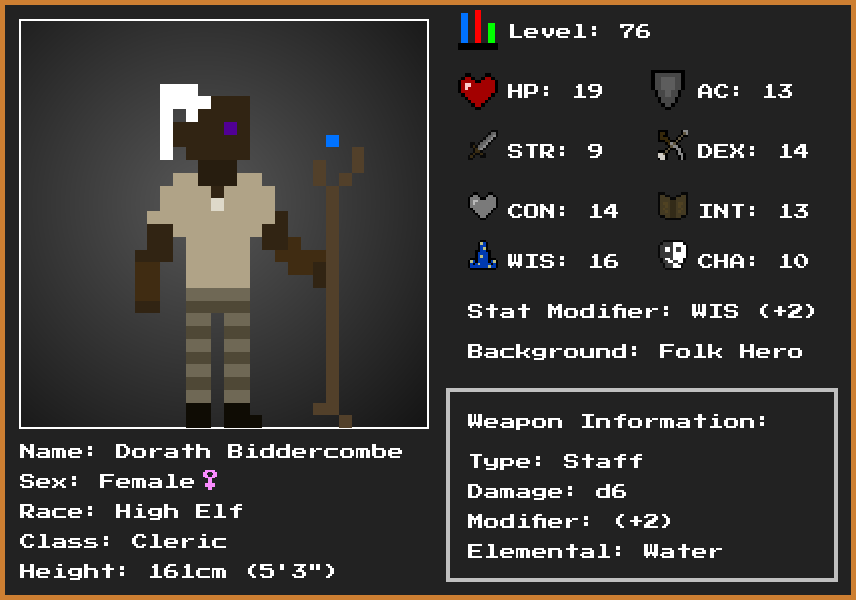 Level: 76
HP: 19 AC: 13
STR: 9 DEX: 14
CON: 14 INT: 13
WIS: 16 CHA: 10
Stat Modifier: WIS (+2)
Background: Folk Hero
Weapon Information:
Type: Staff
Damage: d6
Modifier: (+2)
Elemental: Water
Name: Dorath Biddercombe
Sex: Female♀
Race: High Elf
Class: Cleric
Height: 161cm (5'3")